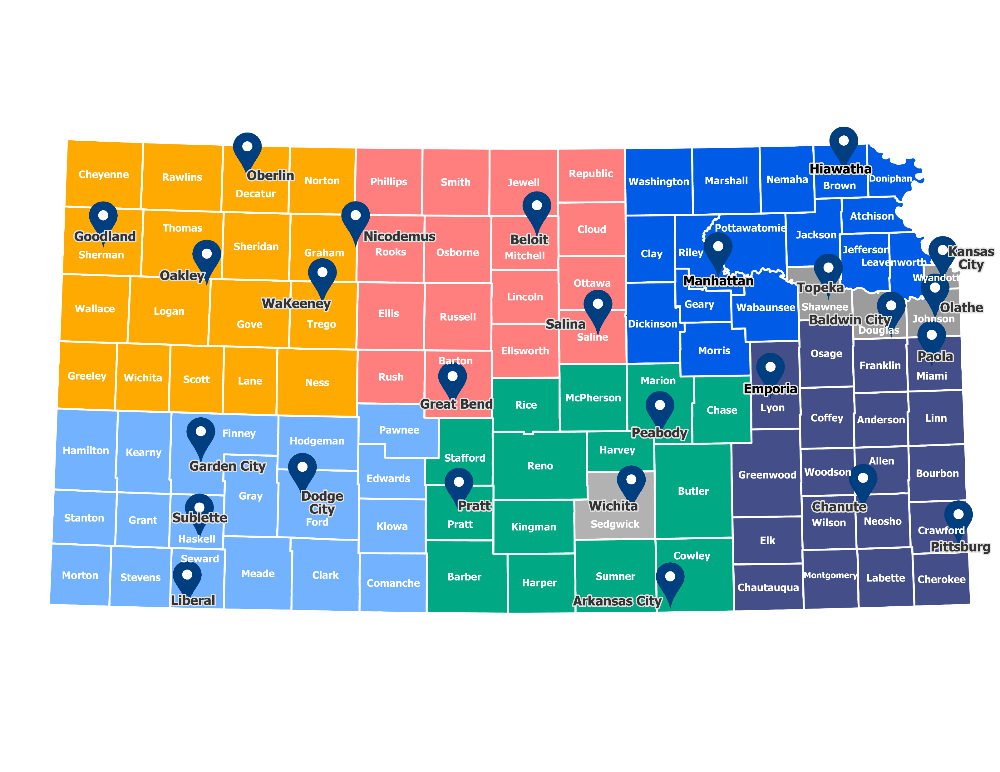 Hiawatha
Oberlin
Cheyenne
Rawlins
Decatur
Norton
Phillips
Smith
Jewell
Republic
Washington
Marshall
Nemaha
Brown
Doniphan
Goodland
Sherman
Thomas
Oakley
Sheridan
Graham
Nicodemus
Rooks
Osborne
Beloit
Mitchell
Cloud
Clay
Riley
Pottawatomie
Jackson
Atchison
Jefferson
Leavenworth
Kansas
City
Wyandott
Manhattan
Topeka
Shawnee
Olathe
Johnson
Baldwin City
Douglas
Wallace
Logan
Gove
WaKeeney
Trego
Ellis
Russell
Lincoln
Ottawa
Salina
Saline
Dickinson
Geary
Wabaunsee
Morris
Ellsworth
Osage
Franklin
Paola
Miami
Greeley
Wichita
Scott
Lane
Ness
Rush
Barton
Great Bend
Rice
McPherson
Marion
Peabody
Chase
Emporia
Lyon
Coffey
Anderson
Linn
Hamilton
Kearny
Finney
Garden City
Hodgeman
Pawnee
Stafford
Reno
Harvey
Butler
Greenwood
Woodson
Allen
Bourbon
Edwards
Gray
Dodge
City
Ford
Pratt
Pratt
Wichita
Sedgwick
Chanute
Wilson
Neosho
Crawford
Pittsburg
Stanton
Grant
Sublette
Haskell
Kiowa
Kingman
Elk
Morton
Stevens
Seward
Liberal
Meade
Clark
Comanche
Barber
Harper
Sumner
Cowley
Arkansas City
Chautauqua
Montgomery
Labette
Cherokee